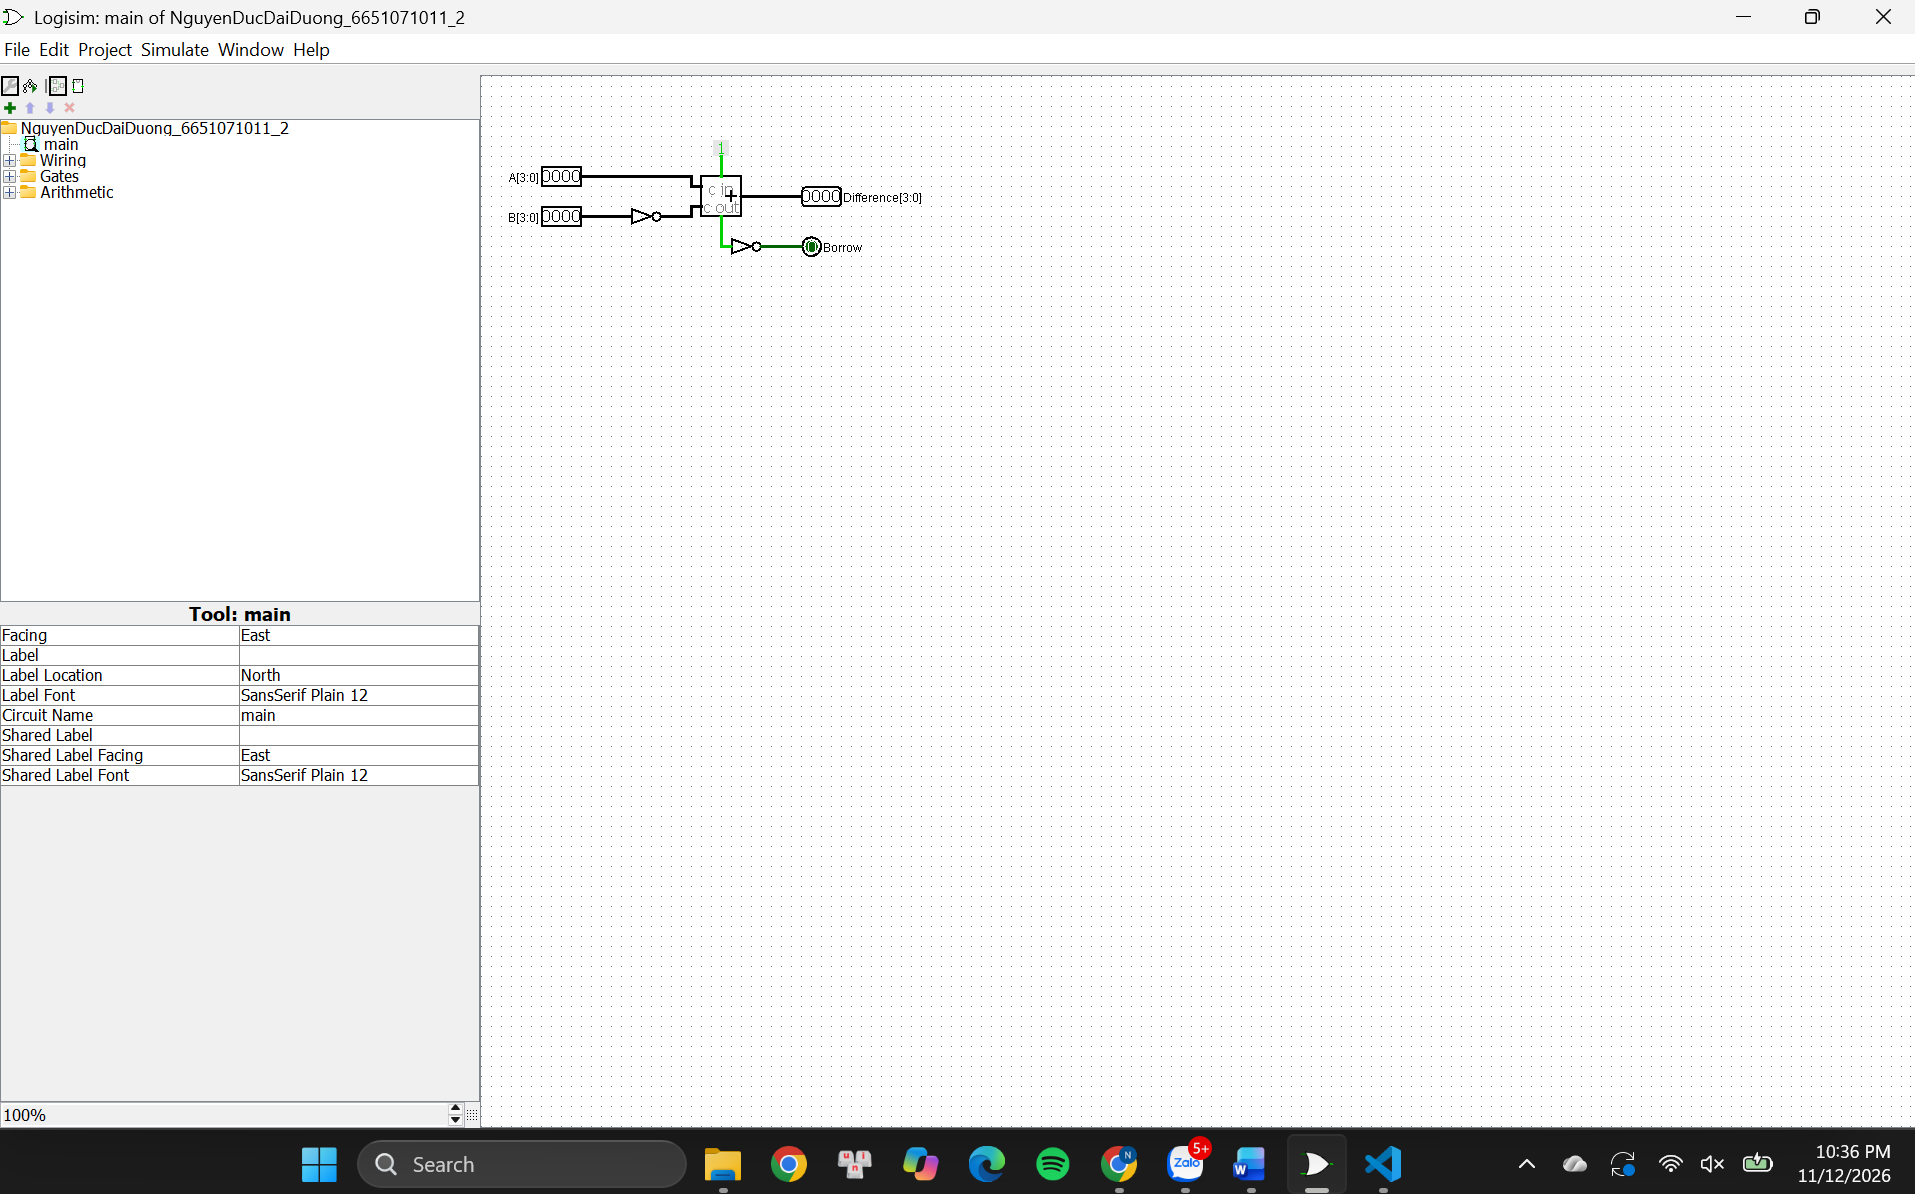 Logisim: main of NguyenDucDaiDuong_6651071011_2
File Edit Project Simulate Window Help
NguyenDucDaiDuong_6651071011_2
main
Wiring
Gates
Arithmetic
1
A[3:0] 0000
c in
+
c out
0000 Difference[3:0]
B[3:0] 0000
Borrow
Tool: main
Facing East
Label
Label Location North
Label Font SansSerif Plain 12
Circuit Name main
Shared Label
Shared Label Facing East
Shared Label Font SansSerif Plain 12
100%
Search
uni
N
Zalo
5+
W
10:36 PM
11/12/2026